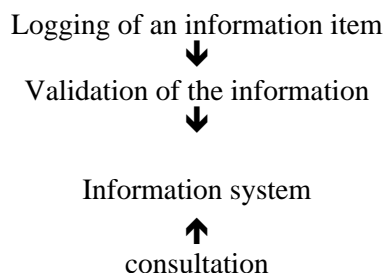 Logging of an information item
Validation of the information
Information system
consultation